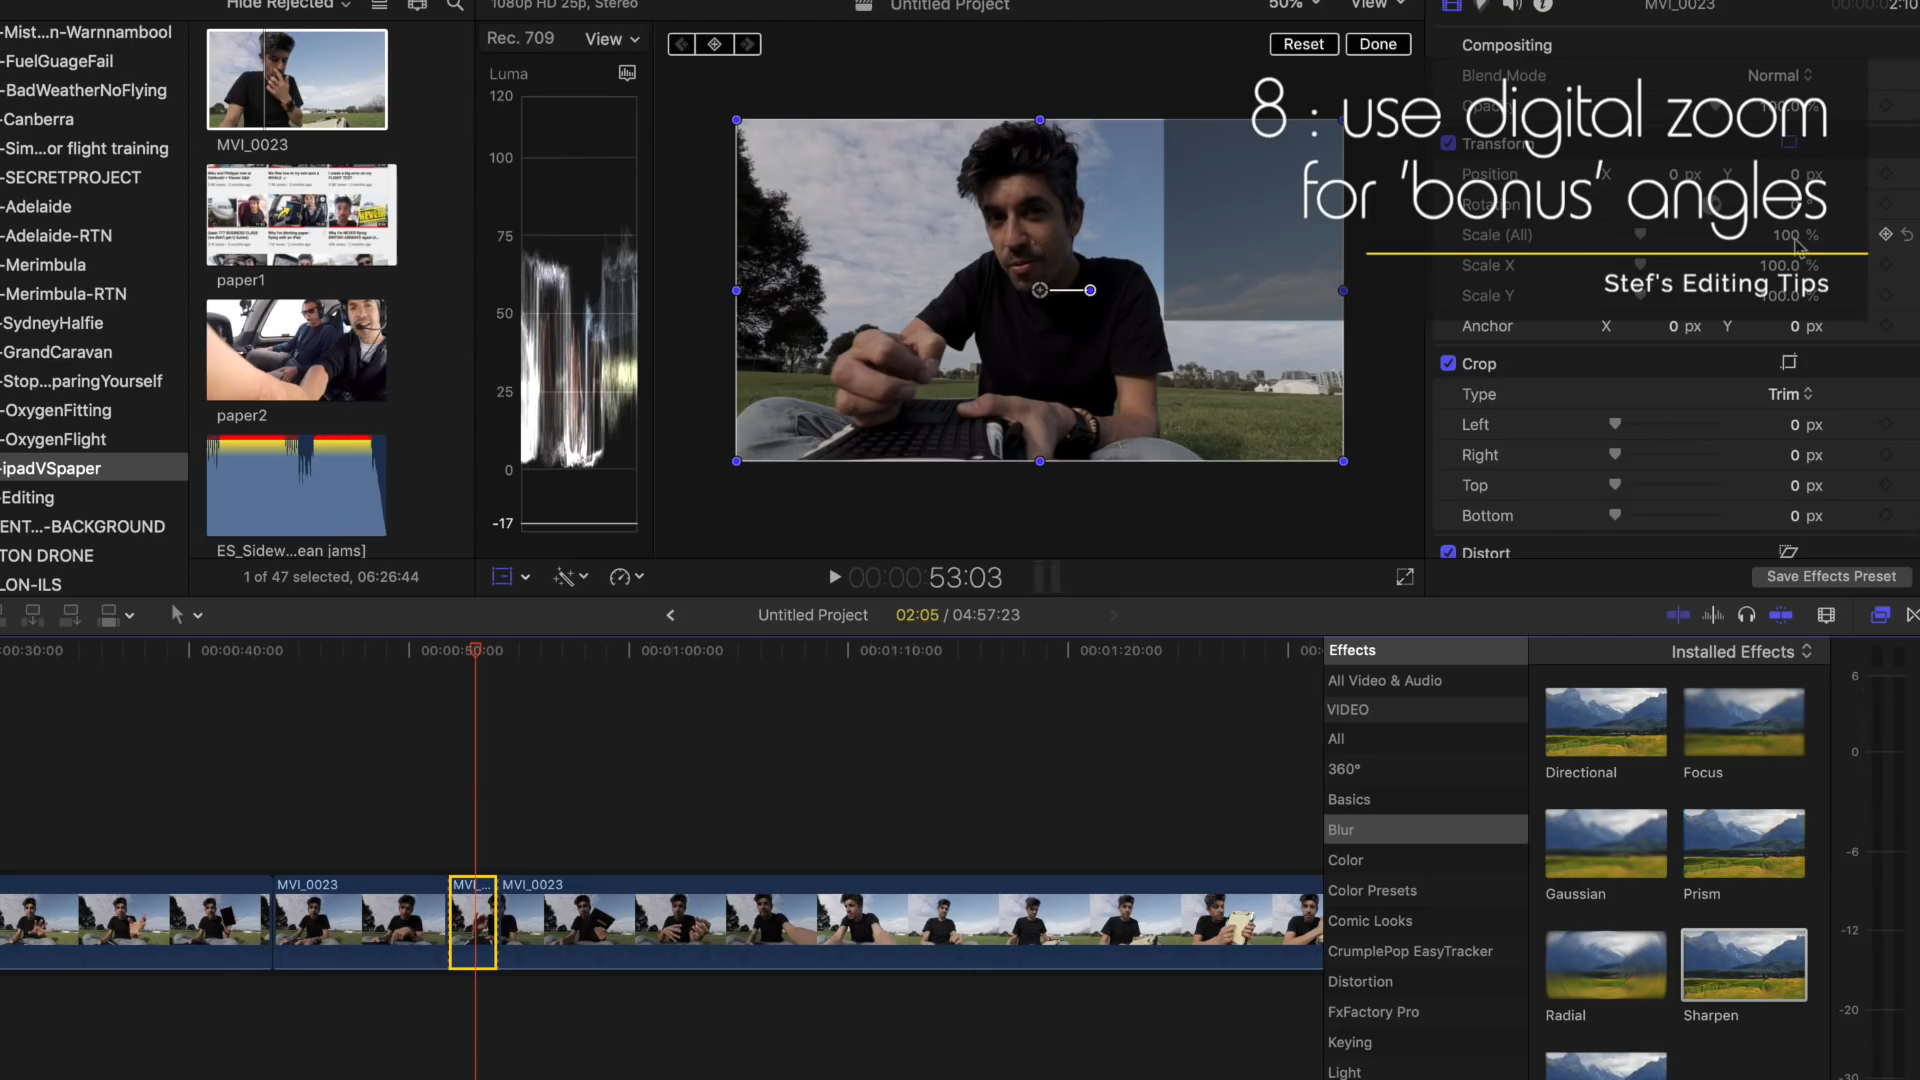 Hide Rejected
1080p HD 25p, Stereo
Untitled Project
50%
View
MVI_0023
2:10
-Mist...n-Warnnambool
-FuelGuageFail
-BadWeatherNoFlying
-Canberra
-Sim...or flight training
-SECRETPROJECT
-Adelaide
-Adelaide-RTN
-Merimbula
-Merimbula-RTN
-SydneyHalfie
-GrandCaravan
-Stop...paringYourself
-OxygenFitting
-OxygenFlight
-ipadVSpaper
-Editing
ENT...-BACKGROUND
TON DRONE
LON-ILS
MVI_0023
paper1
paper2
ES_Sidew...ean jams]
1 of 47 selected, 06:26:44
Rec. 709
View
Luma
120
100
75
50
25
0
-17
Reset
Done
8 : use digital zoom
for 'bonus' angles
Stef's Editing Tips
Compositing
Blend Mode
Normal
Transform
Position
X
0 px
Y
0 px
Rotation
Scale (All)
100 %
Scale X
100.0 %
Scale Y
100.0 %
Anchor
X
0 px
Y
0 px
Crop
Type
Trim
Left
0 px
Right
0 px
Top
0 px
Bottom
0 px
Distort
Save Effects Preset
00:00:53:03
Untitled Project
02:05 / 04:57:23
00:00:30:00
00:00:40:00
00:00:50:00
00:01:00:00
00:01:10:00
00:01:20:00
00:
MVI_0023
MVI_...
MVI_0023
Effects
Installed Effects
All Video & Audio
VIDEO
All
360°
Basics
Blur
Color
Color Presets
Comic Looks
CrumplePop EasyTracker
Distortion
FxFactory Pro
Keying
Light
Directional
Focus
Gaussian
Prism
Radial
Sharpen
6
0
-6
-12
-20
-30